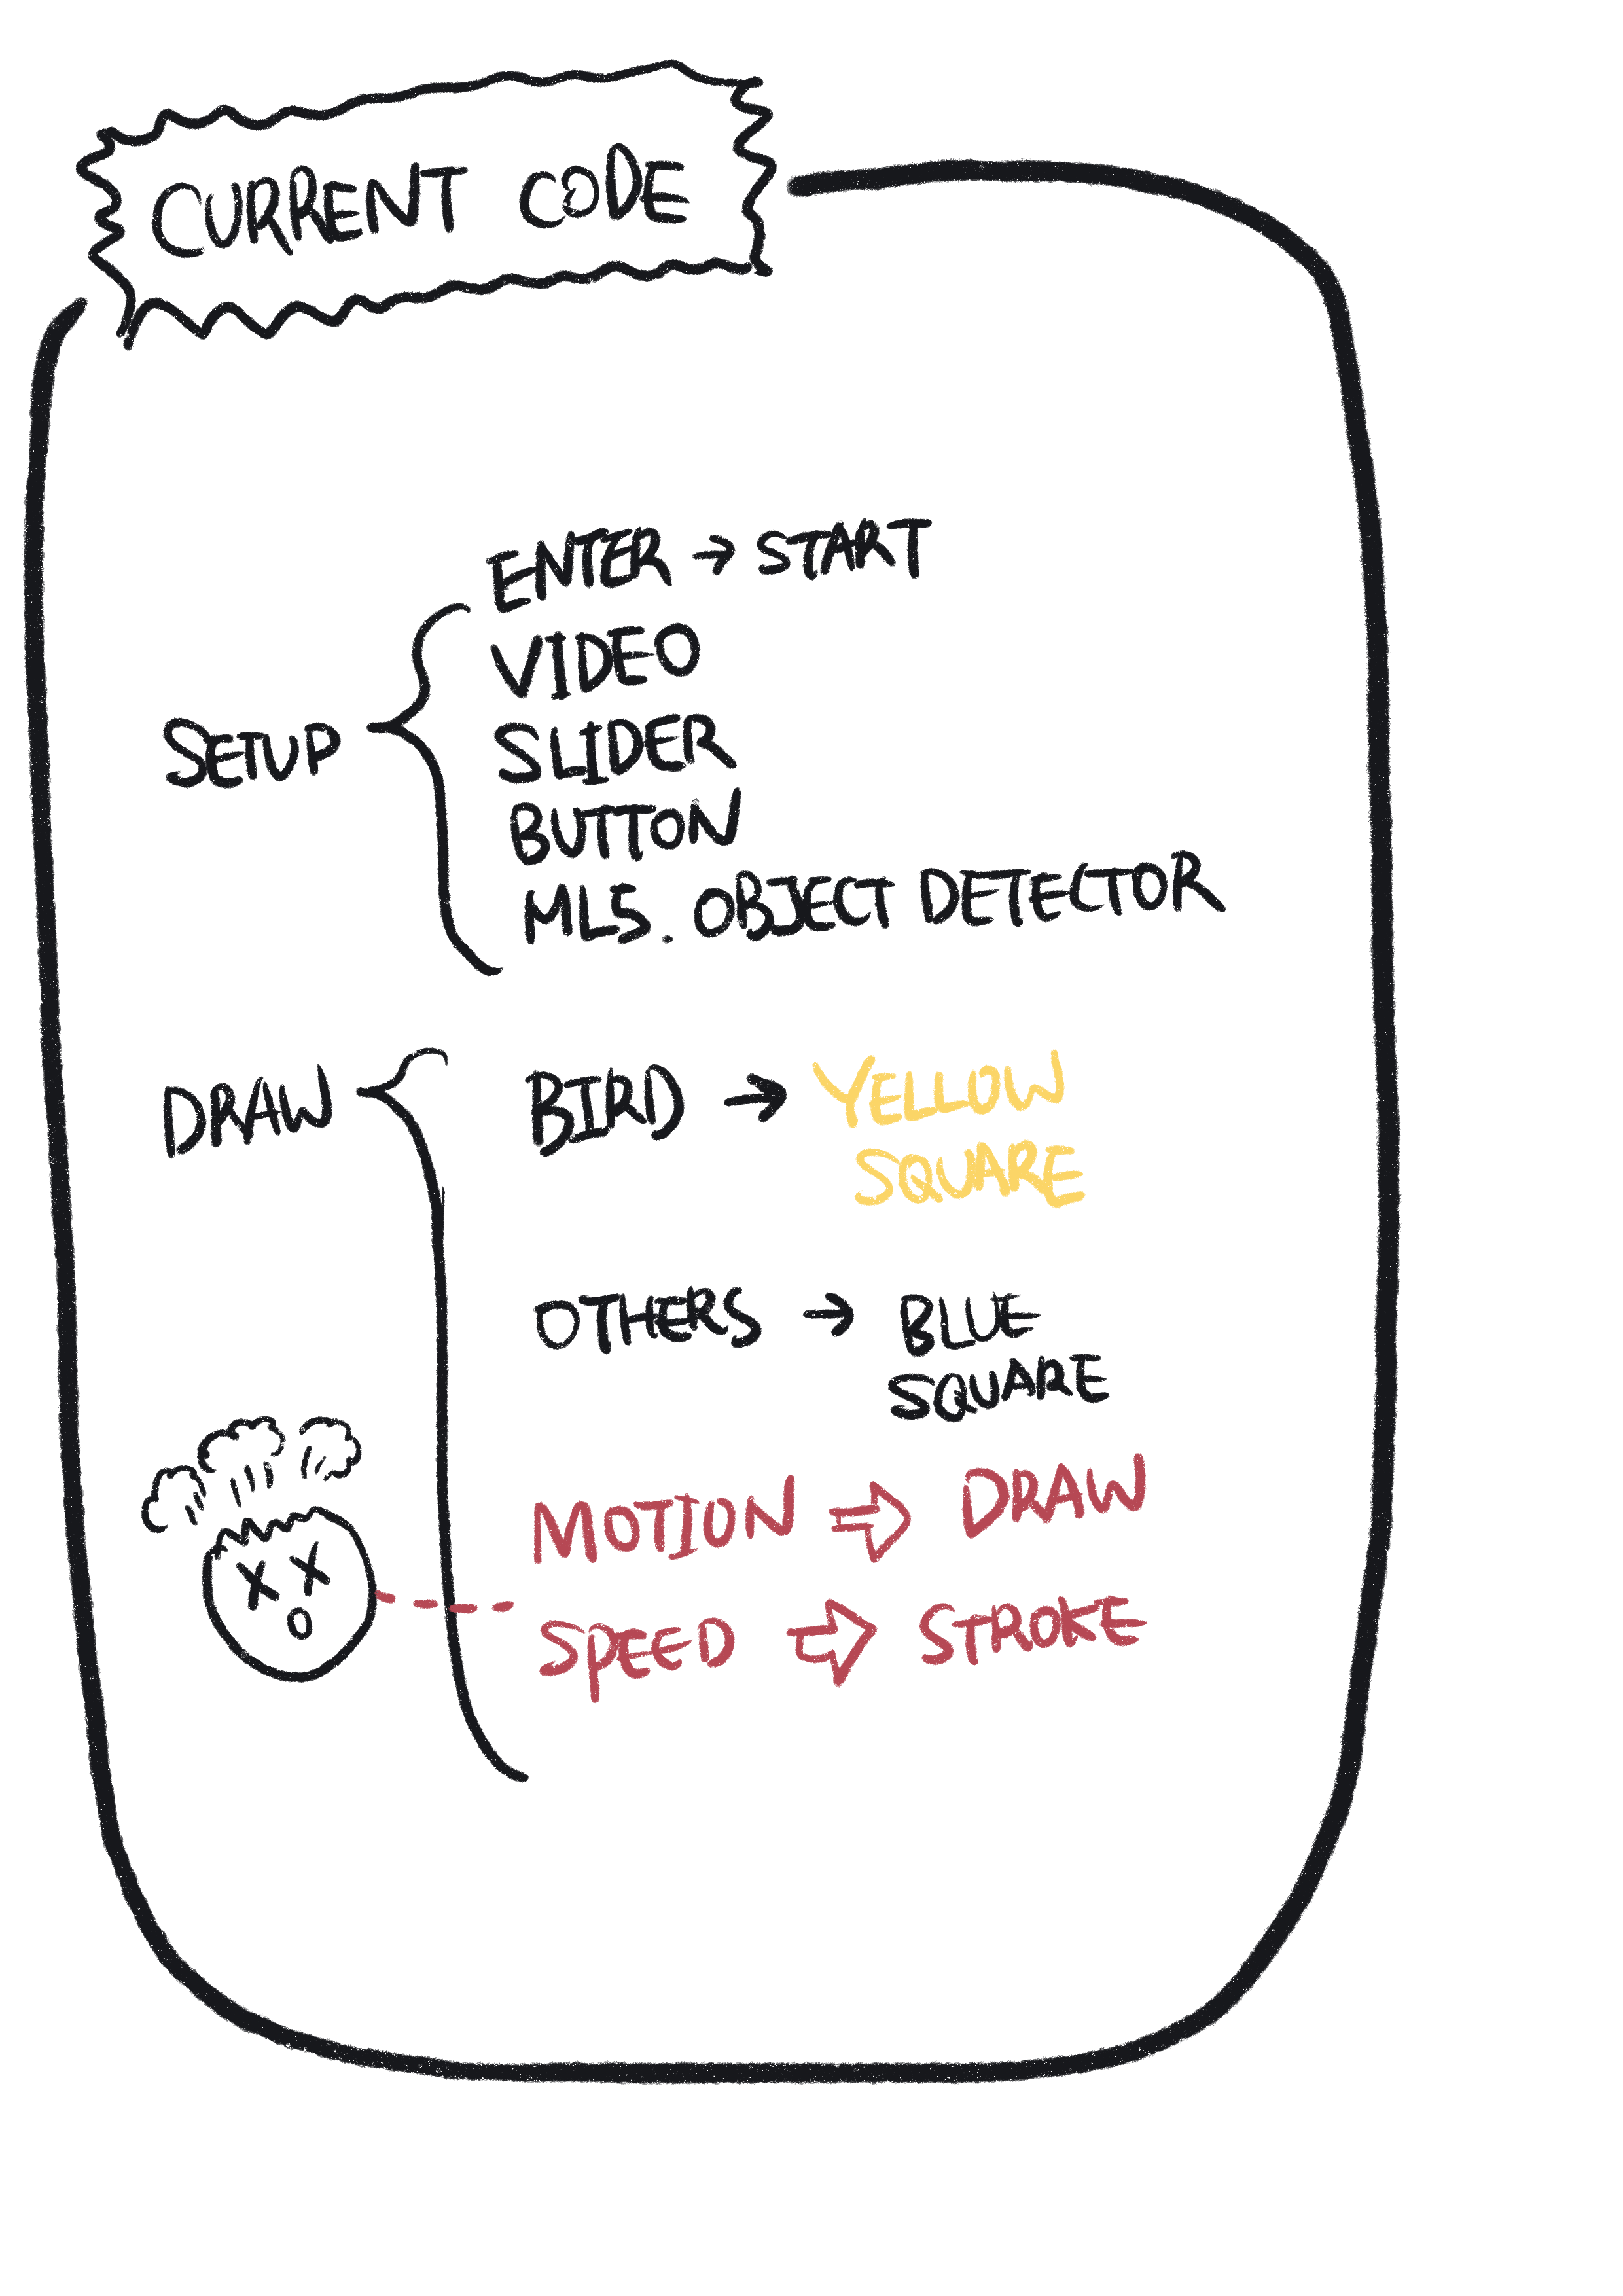 CURRENT CODE
ENTER → START
VIDEO
SLIDER
SETUP
BUTTON
ML5. OBJECT DETECTOR
DRAW
BIRD → YELLOW
SQUARE
OTHERS → BLUE
SQUARE
MOTION ⇒ DRAW
SPEED ⇒ STROKE